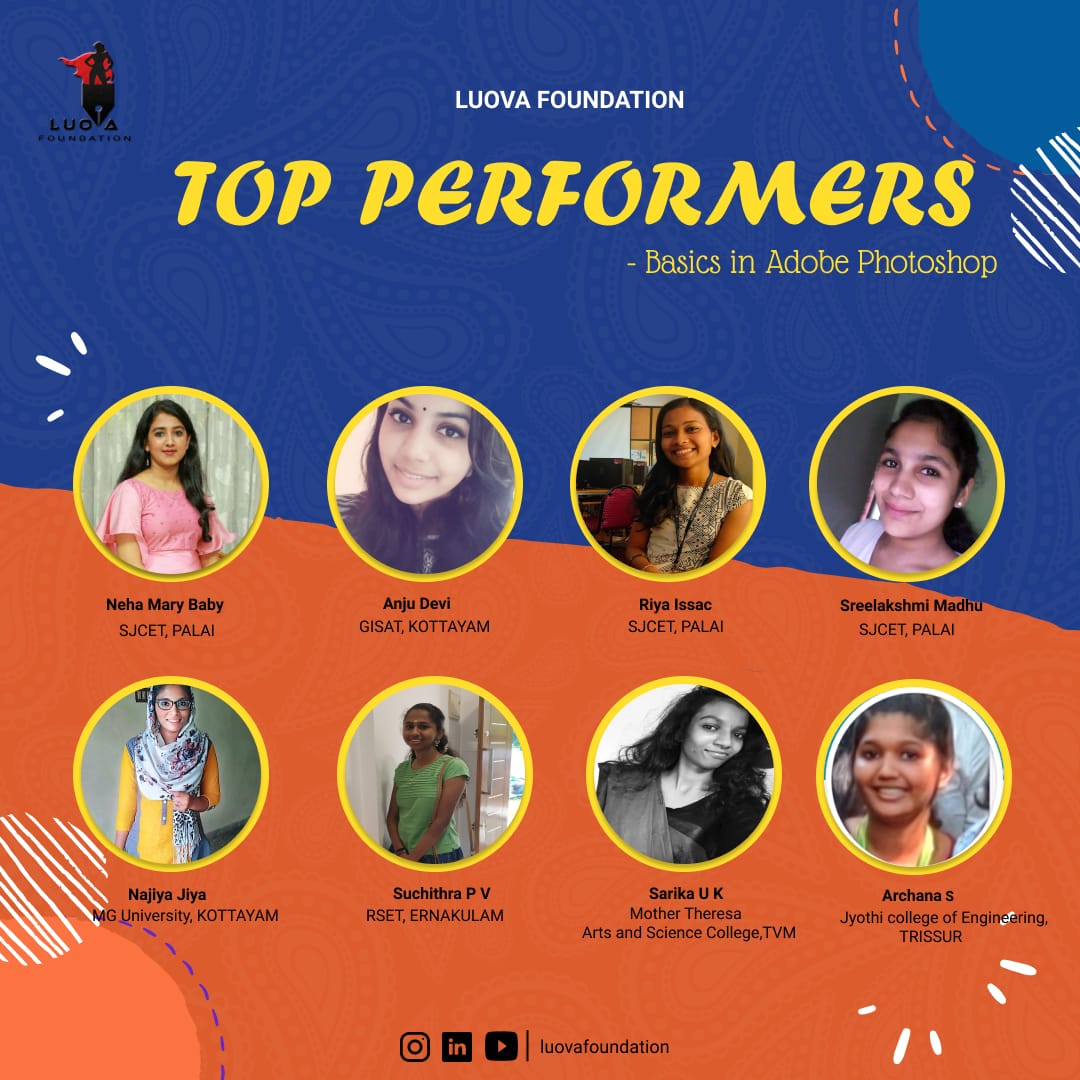 LUOVA
FOUNDATION
LUOVA FOUNDATION
TOP PERFORMERS
- Basics in Adobe Photoshop
Neha Mary Baby
SJCET, PALAI
Anju Devi
GISAT, KOTTAYAM
Riya Issac
SJCET, PALAI
Sreelakshmi Madhu
SJCET, PALAI
Najiya Jiya
MG University, KOTTAYAM
Suchithra P V
RSET, ERNAKULAM
Sarika U K
Mother Theresa
Arts and Science College,TVM
Archana S
Jyothi college of Engineering,
TRISSUR
in
luovafoundation